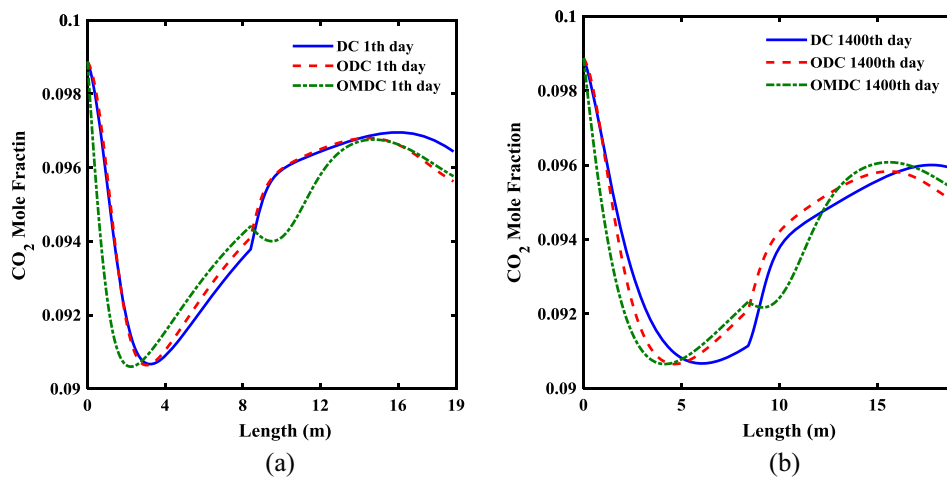 0.1
0.098
0.096
0.094
0.092
0.09
CO2 Mole Fractin
DC 1th day
ODC 1th day
OMDC 1th day
0 4 8 12 16 19
Length (m)
(a)
0.1
0.098
0.096
0.094
0.092
0.09
CO2 Mole Fraction
DC 1400th day
ODC 1400th day
OMDC 1400th day
0 5 10 15
Length (m)
(b)